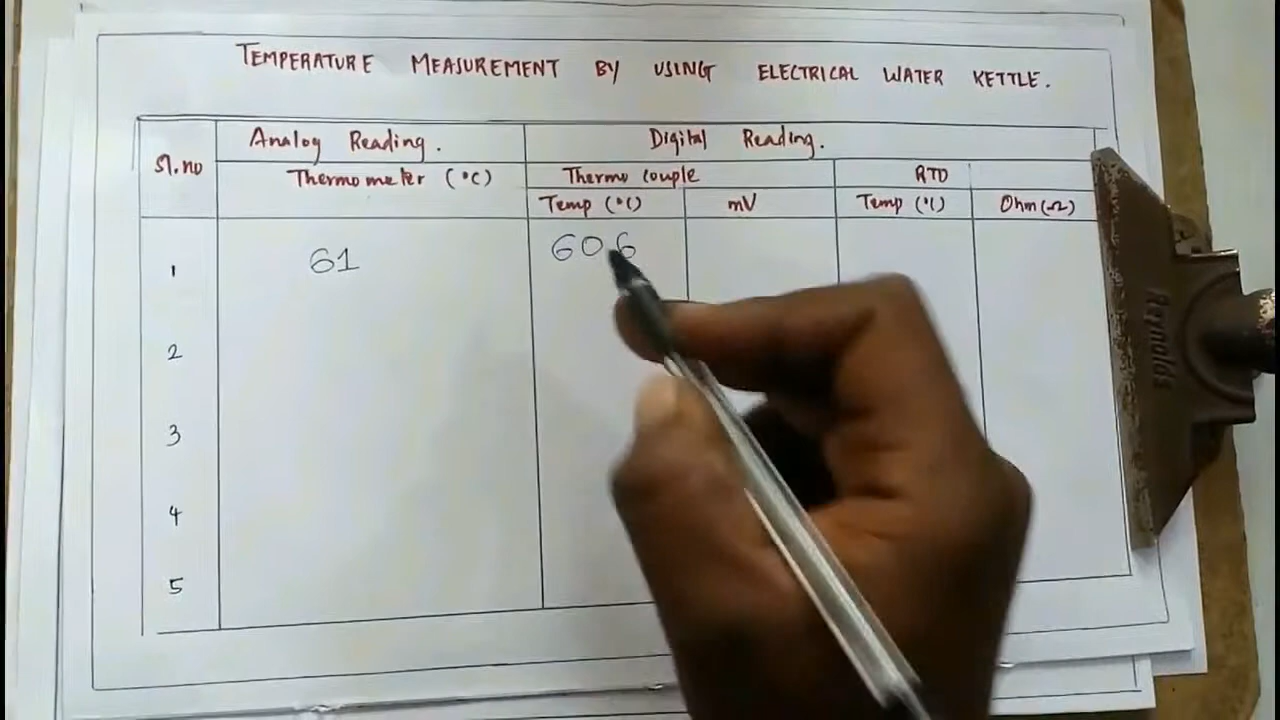 TEMPERATURE MEASUREMENT BY USING ELECTRICAL WATER KETTLE.
Sl.no Analog Reading. Digital Reading.
Thermometer (°C) Thermo couple RTD
Temp (°C) mV Temp (°C) Ohm (Ω)
1 61 60.6
2
3
4
5
Reynolds